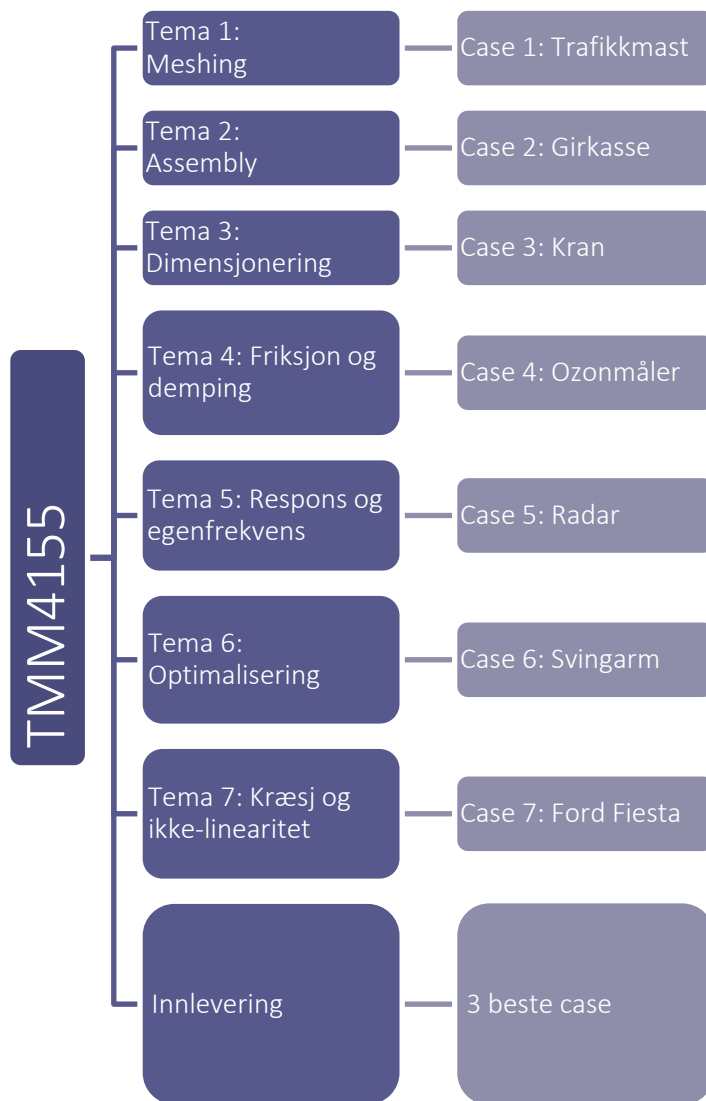 TMM4155
Tema 1:
Meshing
Case 1: Trafikkmast
Tema 2:
Assembly
Case 2: Girkasse
Tema 3:
Dimensjonering
Case 3: Kran
Tema 4: Friksjon og
demping
Case 4: Ozonmåler
Tema 5: Respons og
egenfrekvens
Case 5: Radar
Tema 6:
Optimalisering
Case 6: Svingarm
Tema 7: Kræsj og
ikke-linearitet
Case 7: Ford Fiesta
Innlevering
3 beste case